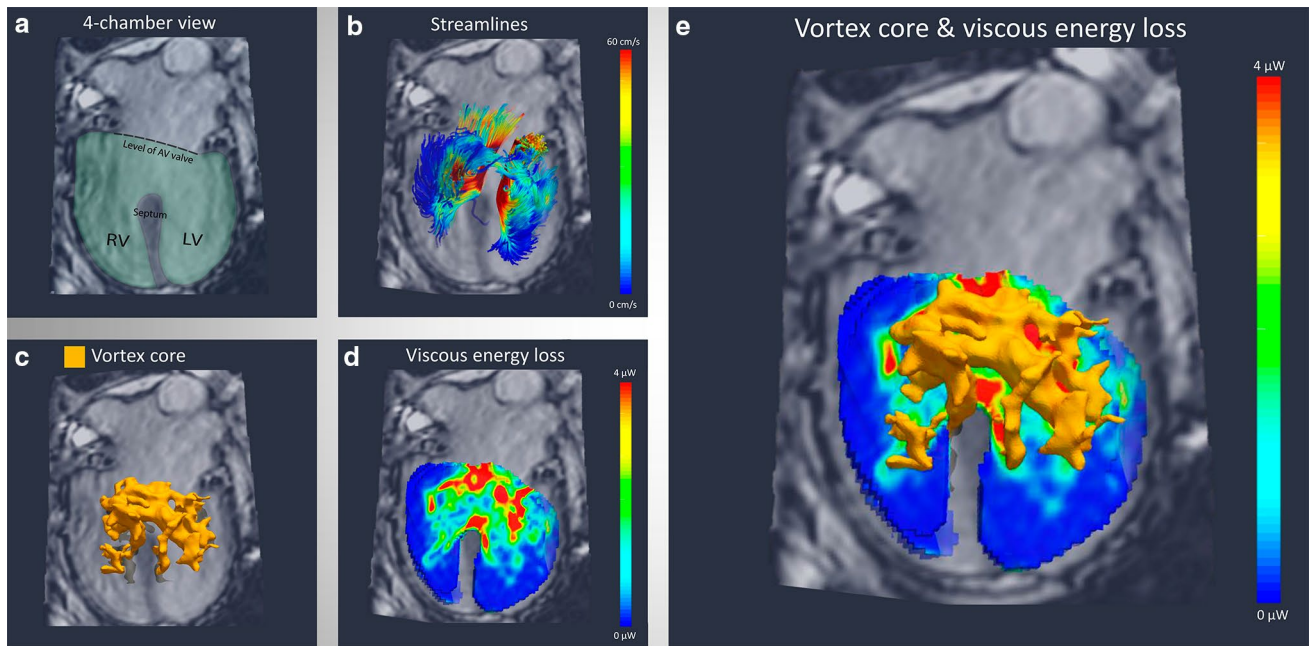 a
4-chamber view
Level of AV valve
Septum
RV
LV
b
Streamlines
60 cm/s
0 cm/s
c
Vortex core
d
Viscous energy loss
4 µW
0 µW
e
Vortex core & viscous energy loss
4 µW
0 µW